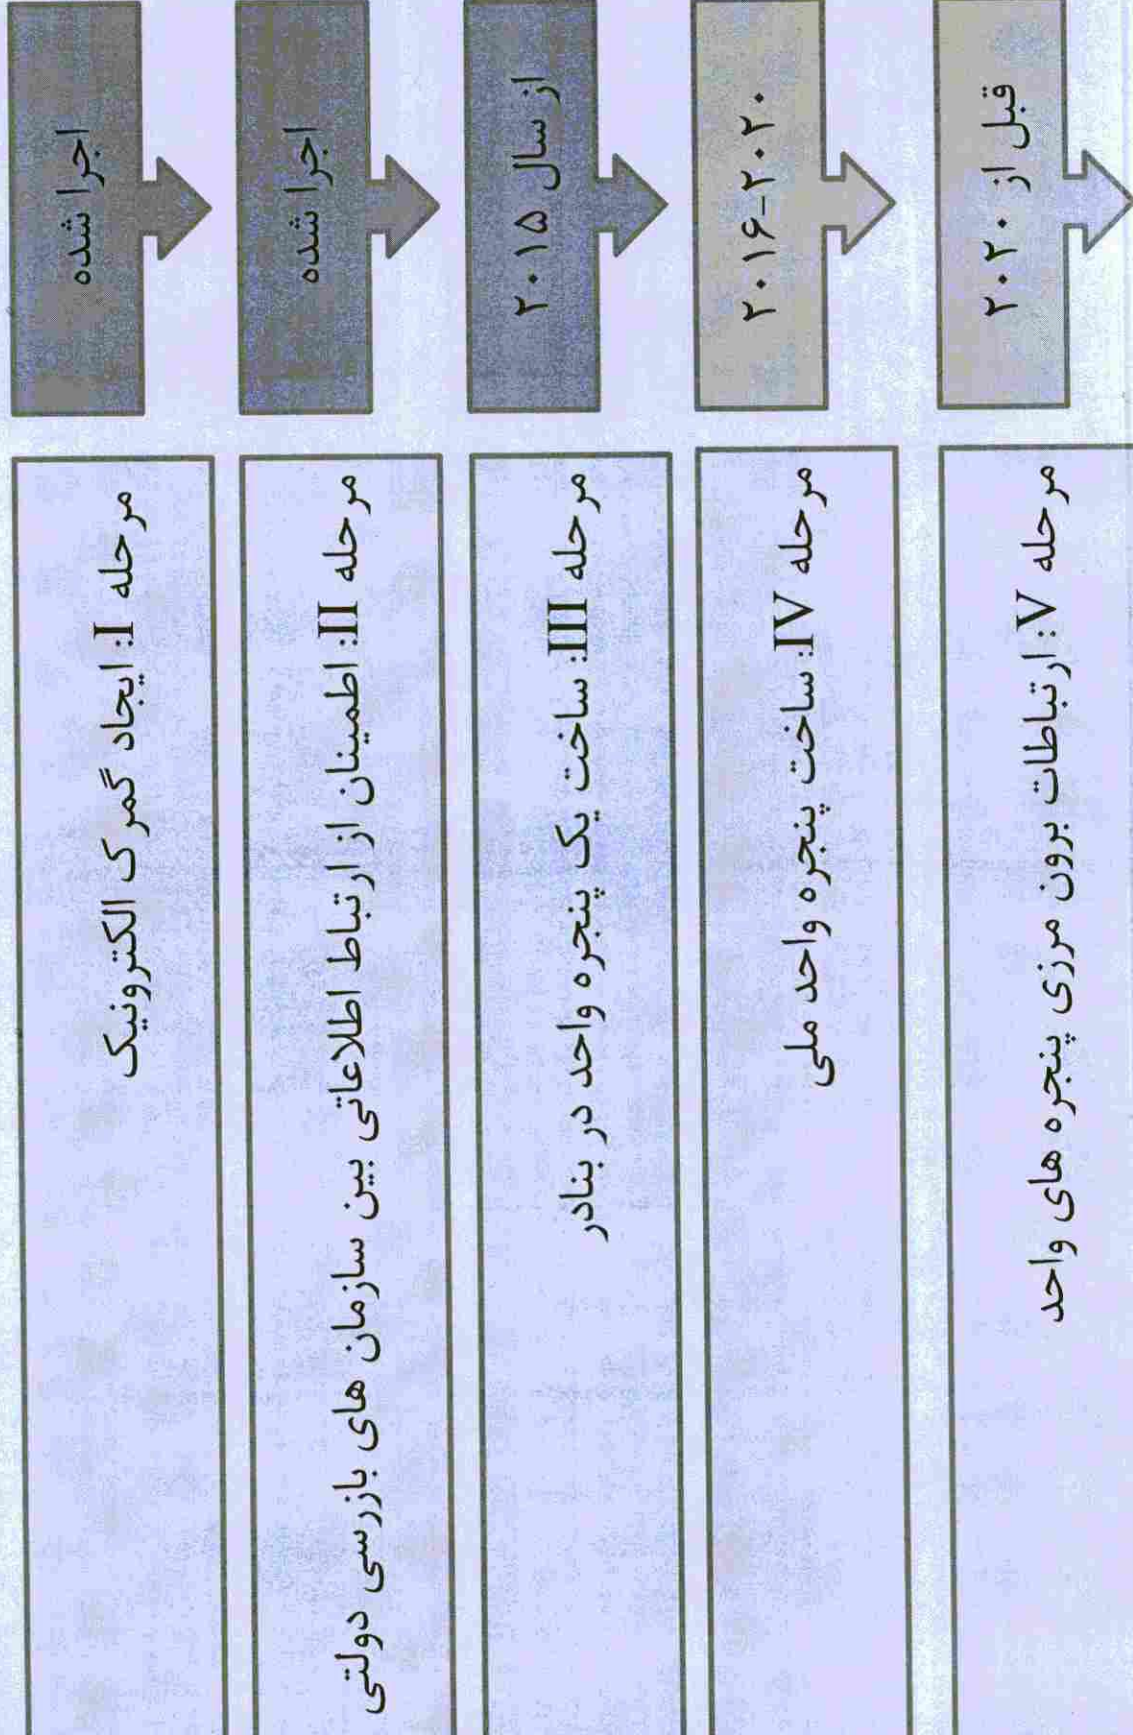 اجرا شده
مرحله I: ایجاد گمرک الکترونیک
اجرا شده
مرحله II: اطمینان از ارتباط اطلاعاتی بین سازمان های بازرسی دولتی
از سال ۲۰۱۵
مرحله III: ساخت یک پنجره واحد در بنادر
۲۰۱۶-۲۰۲۰
مرحله IV: ساخت پنجره واحد ملی
قبل از ۲۰۲۰
مرحله V: ارتباطات برون مرزی پنجره های واحد